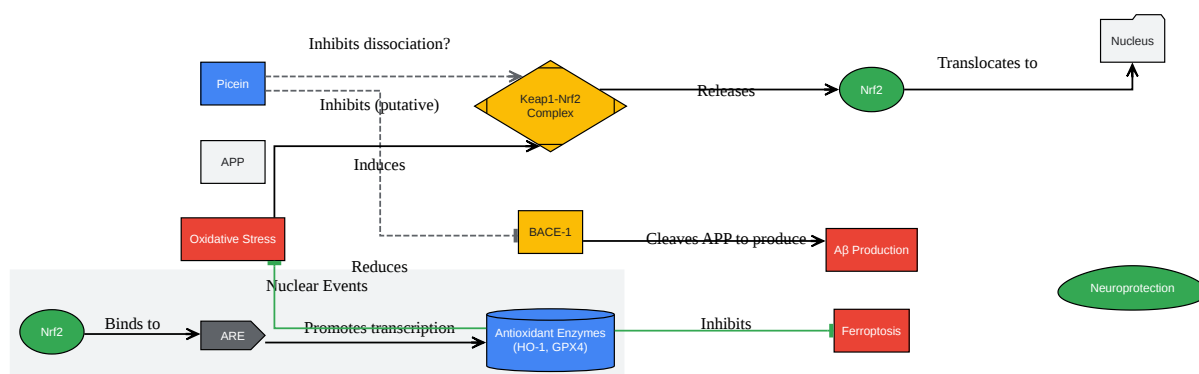 Inhibits dissociation?
Nucleus
Translocates to
Picein
Keap1-Nrf2
Complex
Releases
Nrf2
Inhibits (putative)
APP
Induces
Oxidative Stress
BACE-1
Cleaves APP to produce
Aβ Production
Reduces
Nuclear Events
Neuroprotection
Nrf2
Binds to
ARE
Promotes transcription
Antioxidant Enzymes
(HO-1, GPX4)
Inhibits
Ferroptosis